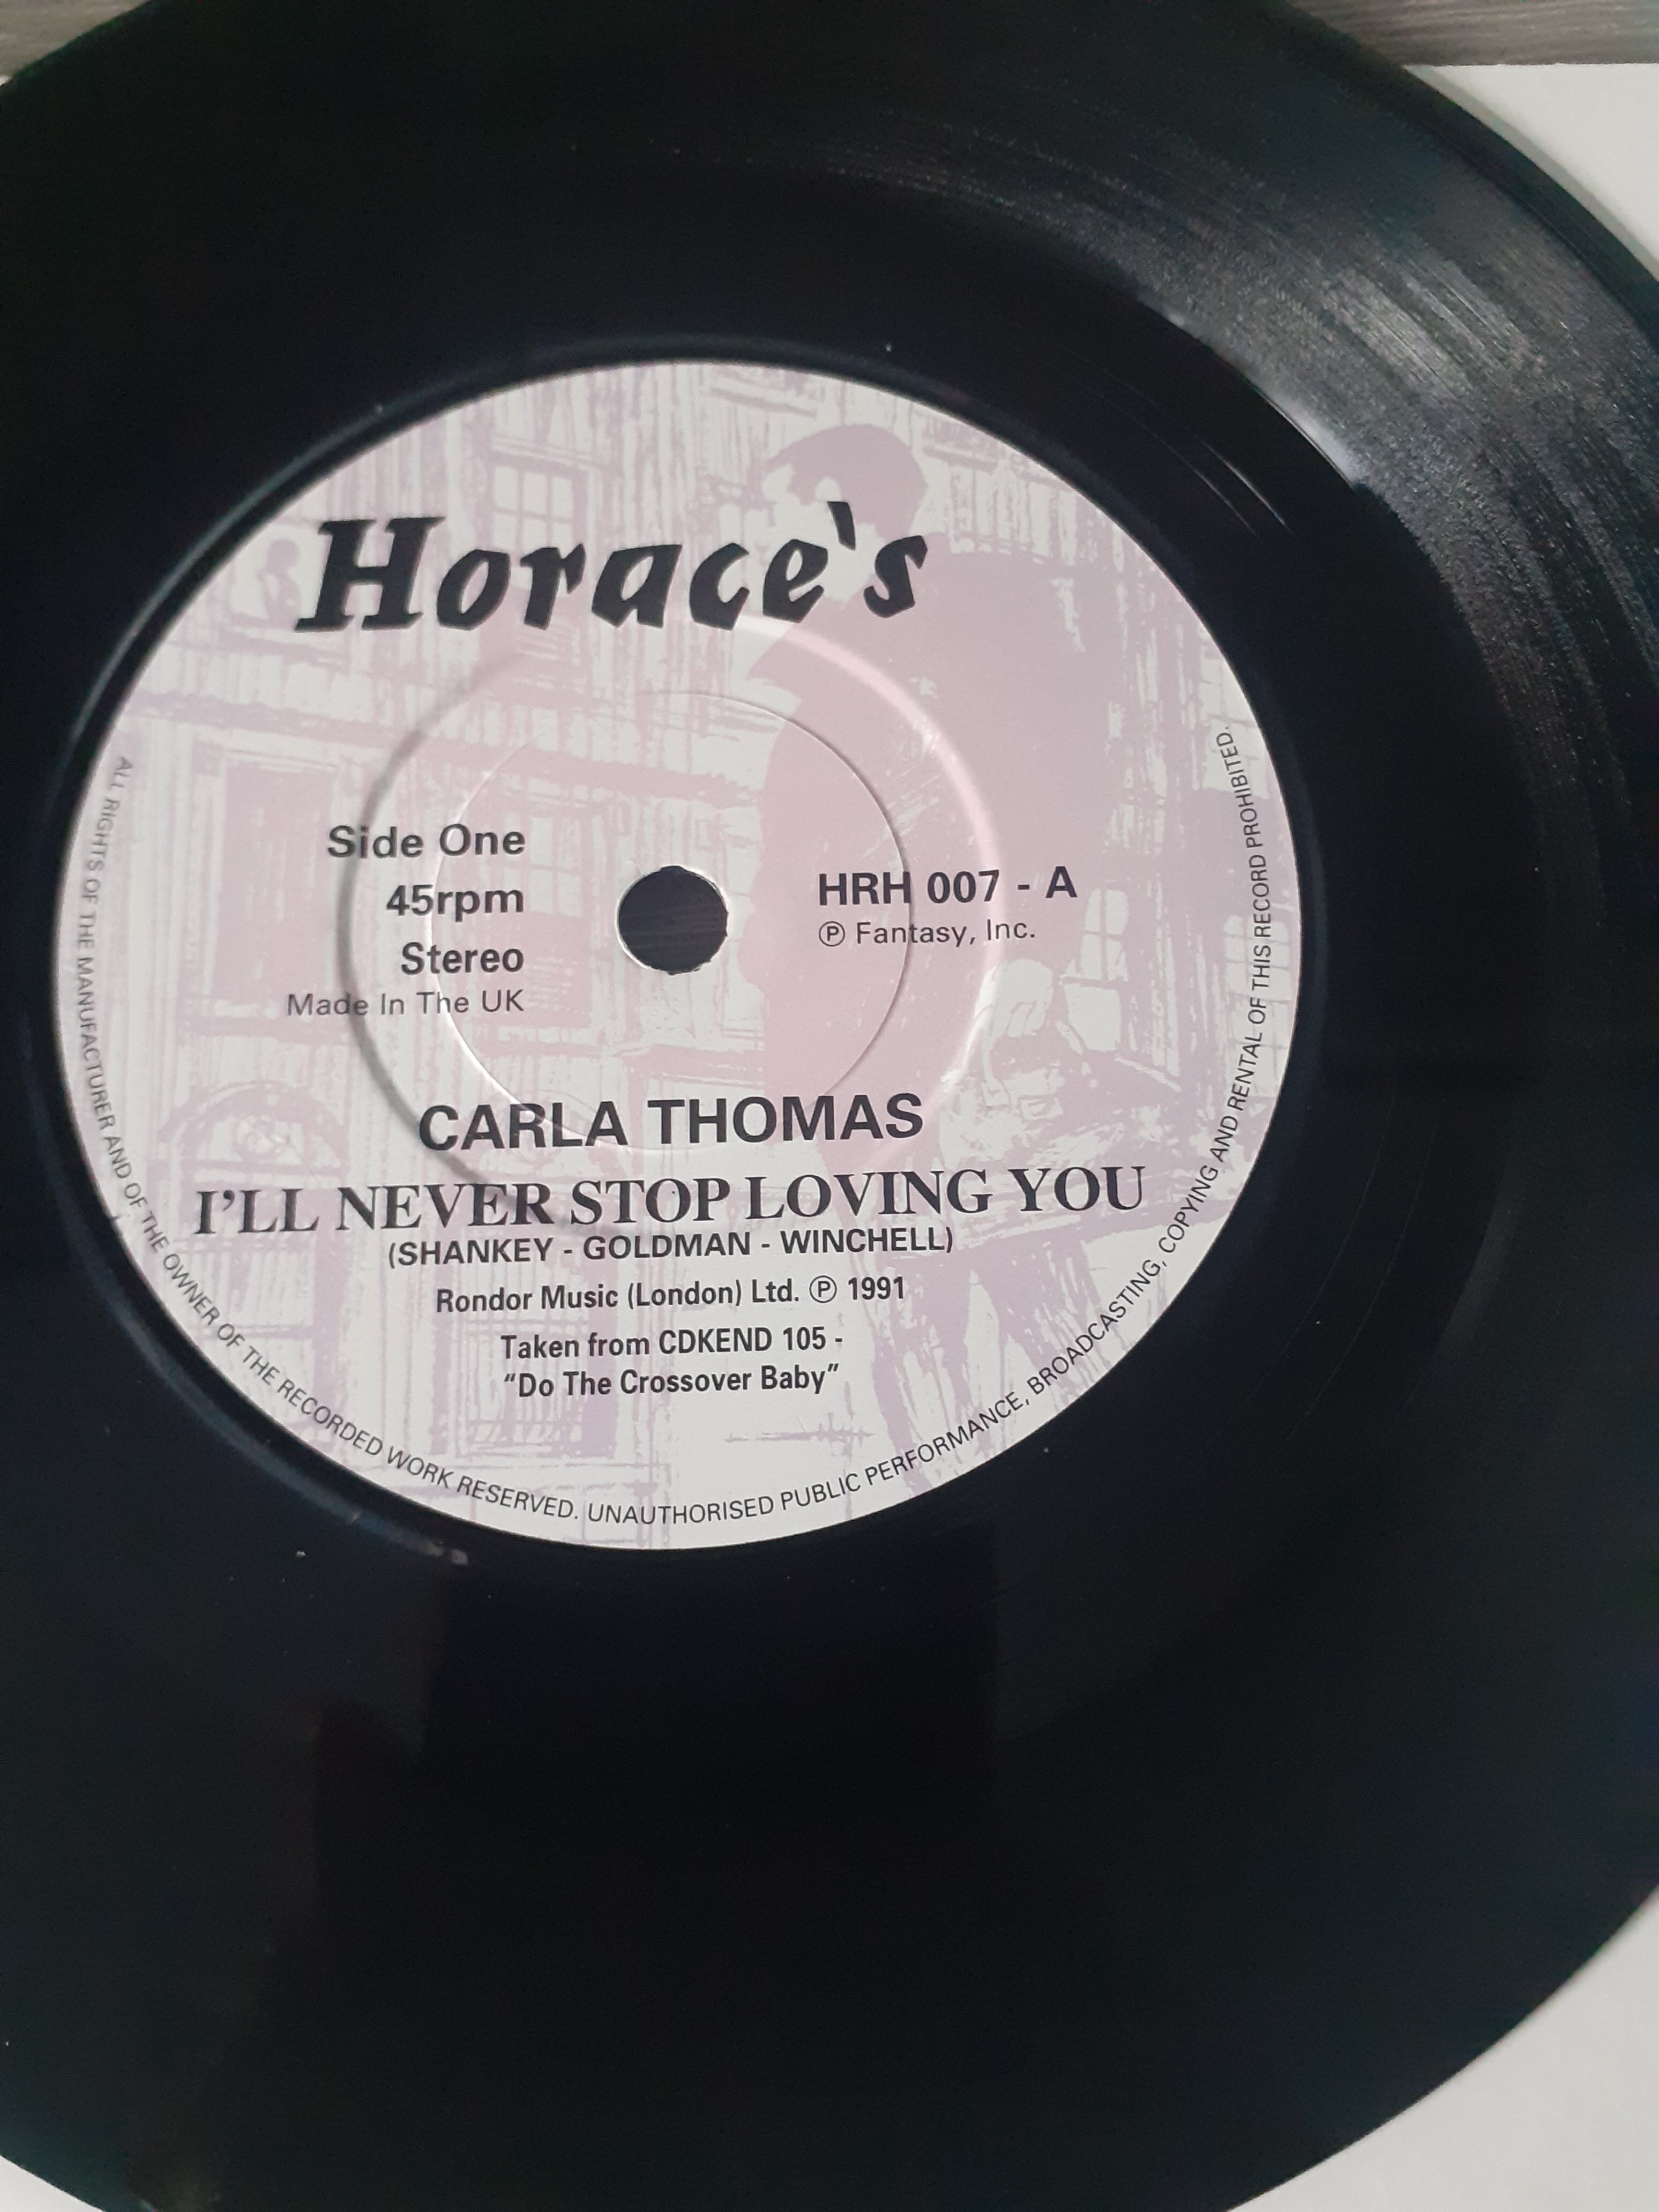 Horace's
Side One
45rpm
Stereo
Made In The UK
HRH 007 - A
℗ Fantasy, Inc.
CARLA THOMAS
I'LL NEVER STOP LOVING YOU
(SHANKEY - GOLDMAN - WINCHELL)
Rondor Music (London) Ltd. ℗ 1991
Taken from CDKEND 105 -
“Do The Crossover Baby”
ALL RIGHTS OF THE MANUFACTURER AND OF THE OWNER OF THE RECORDED WORK RESERVED. UNAUTHORISED PUBLIC PERFORMANCE, BROADCASTING, COPYING AND RENTAL OF THIS RECORD PROHIBITED.